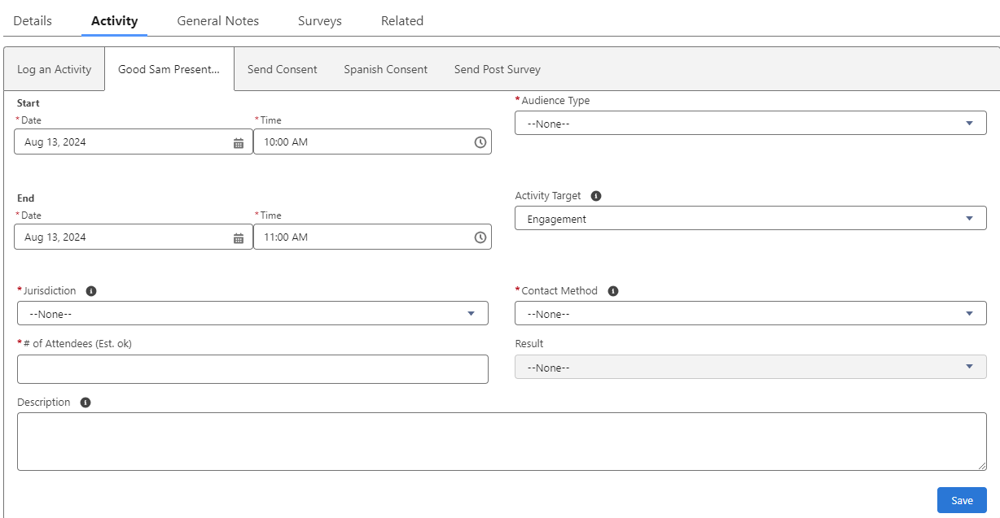 Details Activity General Notes Surveys Related
Log an Activity Good Sam Present... Send Consent Spanish Consent Send Post Survey
Start
*Date *Time
Aug 13, 2024 10:00 AM
*Audience Type
--None--
End
*Date *Time
Aug 13, 2024 11:00 AM
Activity Target
Engagement
*Jurisdiction
--None--
*Contact Method
--None--
*# of Attendees (Est. ok)
Result
--None--
Description
Save